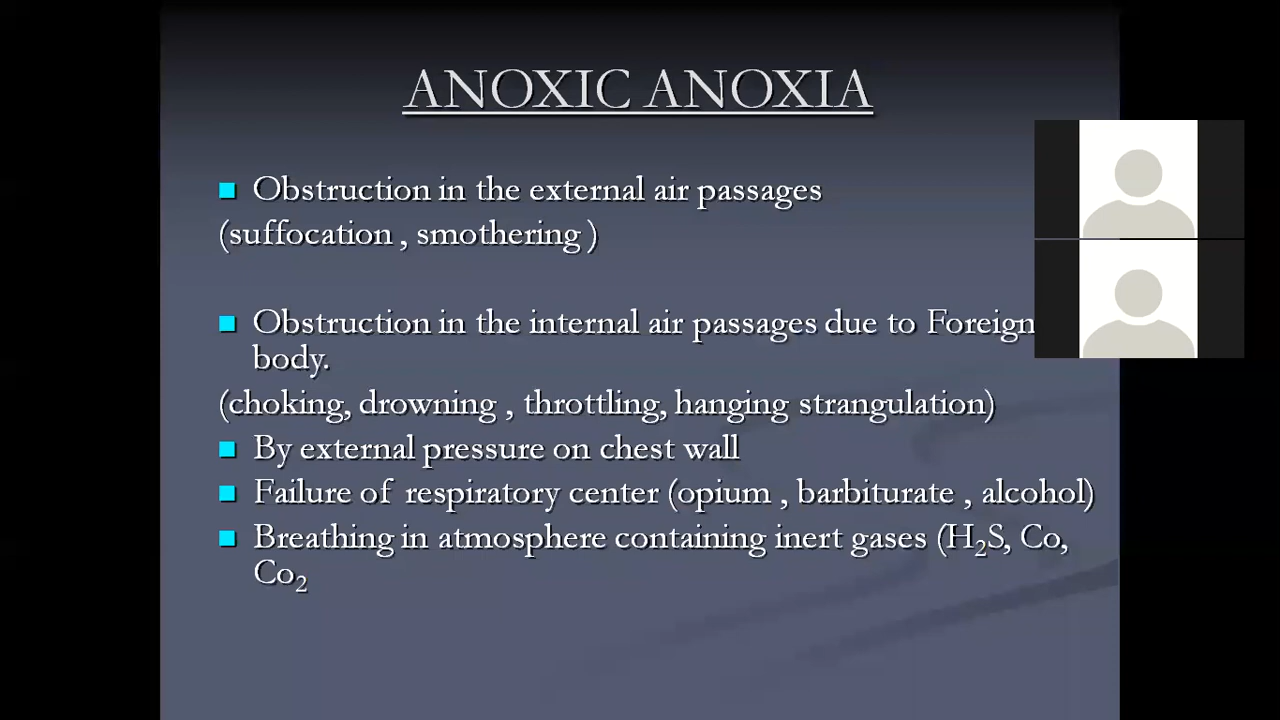 ANOXIC ANOXIA
Obstruction in the external air passages
(suffocation , smothering )
Obstruction in the internal air passages due to Foreign
body.
(choking, drowning , throttling, hanging strangulation)
By external pressure on chest wall
Failure of respiratory center (opium , barbiturate , alcohol)
Breathing in atmosphere containing inert gases (H₂S, Co,
Co₂